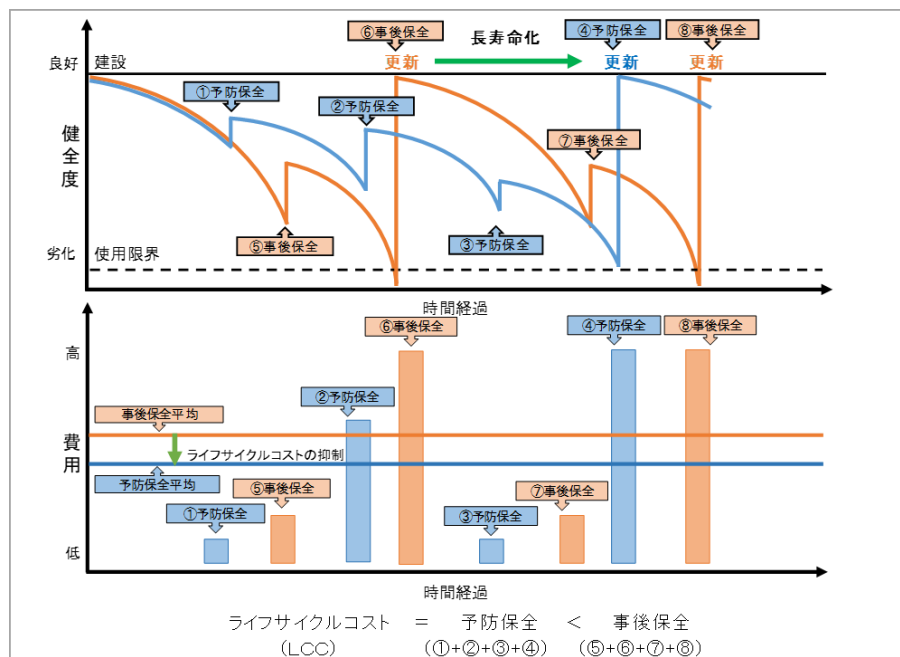 ⑥事後保全
長寿命化
④予防保全
⑧事後保全
良好
建設
更新
更新
更新
①予防保全
②予防保全
⑦事後保全
健全度
⑤事後保全
③予防保全
劣化
使用限界
時間経過
⑥事後保全
④予防保全
⑧事後保全
高
②予防保全
事後保全平均
費用
ライフサイクルコストの抑制
予防保全平均
⑤事後保全
⑦事後保全
①予防保全
③予防保全
低
時間経過
ライフサイクルコスト = 予防保全 < 事後保全
(LCC) (①+②+③+④) (⑤+⑥+⑦+⑧)